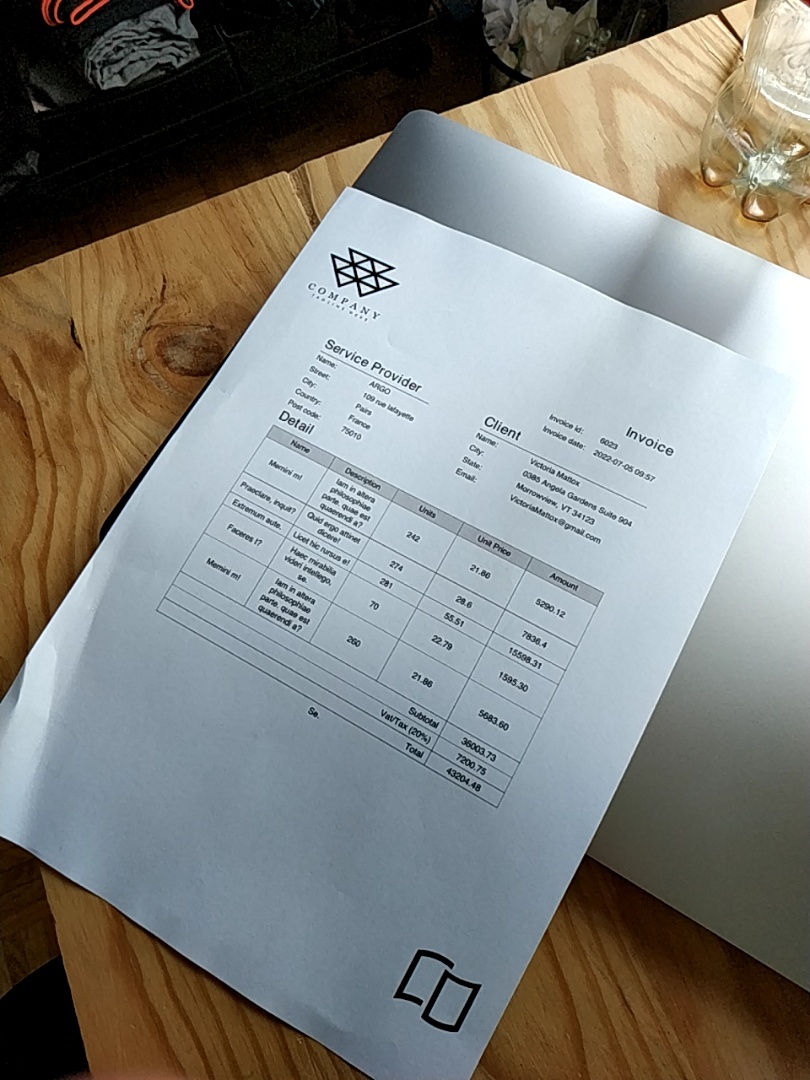 COMPANY
TAGLINE HERE
Service Provider
Name: ARGO
Street: 109 rue lafayette
City: Pairs
Country: France
Post code: 75010
Invoice
Invoice id: 6023
Invoice date: 2022-07-05 09:57
Client
Name: Victoria Mattox
City: 0385 Angela Gardens Suite 904
State: Morrowview, VT 34123
Email: VictoriaMattox@gmail.com
Detail
Name Description Units Unit Price Amount
Memini m! Iam in altera
philosophiae
parte. quae est
quaerendi a? 242 21.86 5290.12
Praeclare, inquit? Quid ergo attinet
dicere! 274 28.6 7836.4
Extremum aute. Licet hic rursus e! 281 55.51 15598.31
Faceres t? Haec mirabilia
videri intellego,
se. 70 22.79 1595.30
Memini m! Iam in altera
philosophiae
parte. quae est
quaerendi a? 260 21.86 5683.60
Subtotal 36003.73
Vat/Tax (20%) 7200.75
Total 43204.48
Se.